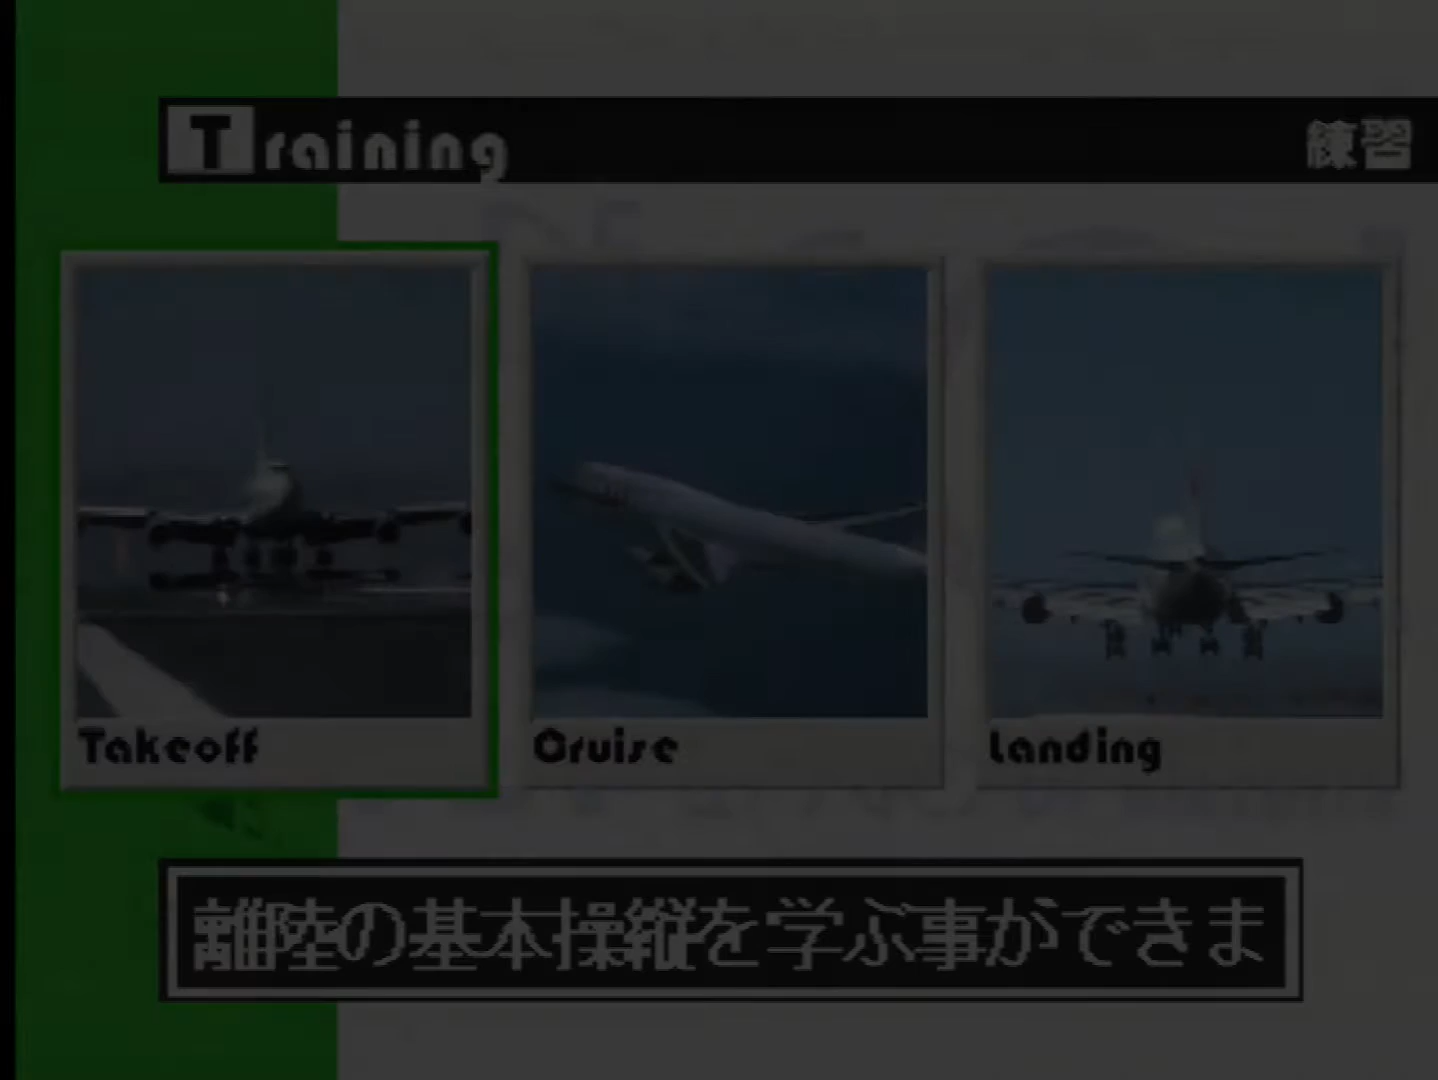 Training
練習
Takeoff
Cruise
Landing
離陸の基本操縦を学ぶ事ができま